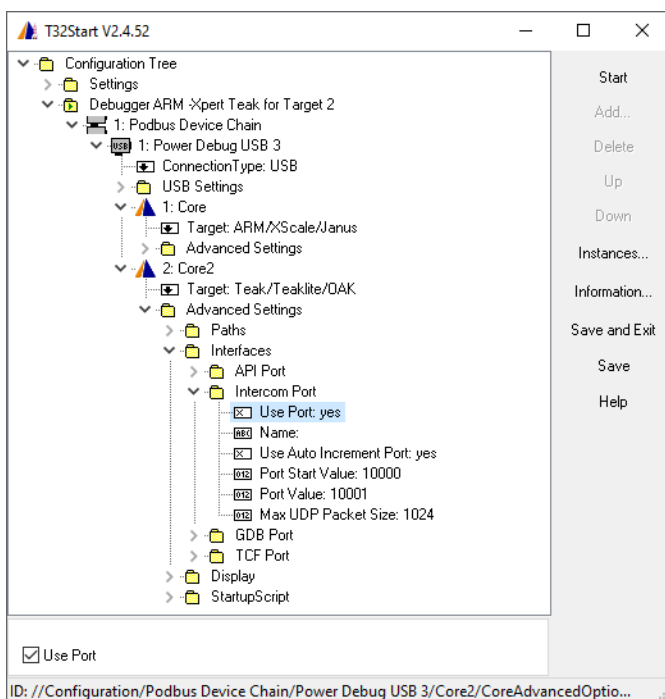 T32Start V2.4.52
Configuration Tree
Settings
Debugger ARM -Xpert Teak for Target 2
1: Podbus Device Chain
USB 1: Power Debug USB 3
ConnectionType: USB
USB Settings
1: Core
Target: ARM/XScale/Janus
Advanced Settings
2: Core2
Target: Teak/Teaklite/OAK
Advanced Settings
Paths
Interfaces
API Port
Intercom Port
X Use Port: yes
ABC Name:
X Use Auto Increment Port: yes
012 Port Start Value: 10000
012 Port Value: 10001
012 Max UDP Packet Size: 1024
GDB Port
TCF Port
Display
StartupScript
Start
Add...
Delete
Up
Down
Instances...
Information...
Save and Exit
Save
Help
Use Port
ID: //Configuration/Podbus Device Chain/Power Debug USB 3/Core2/CoreAdvancedOptio...